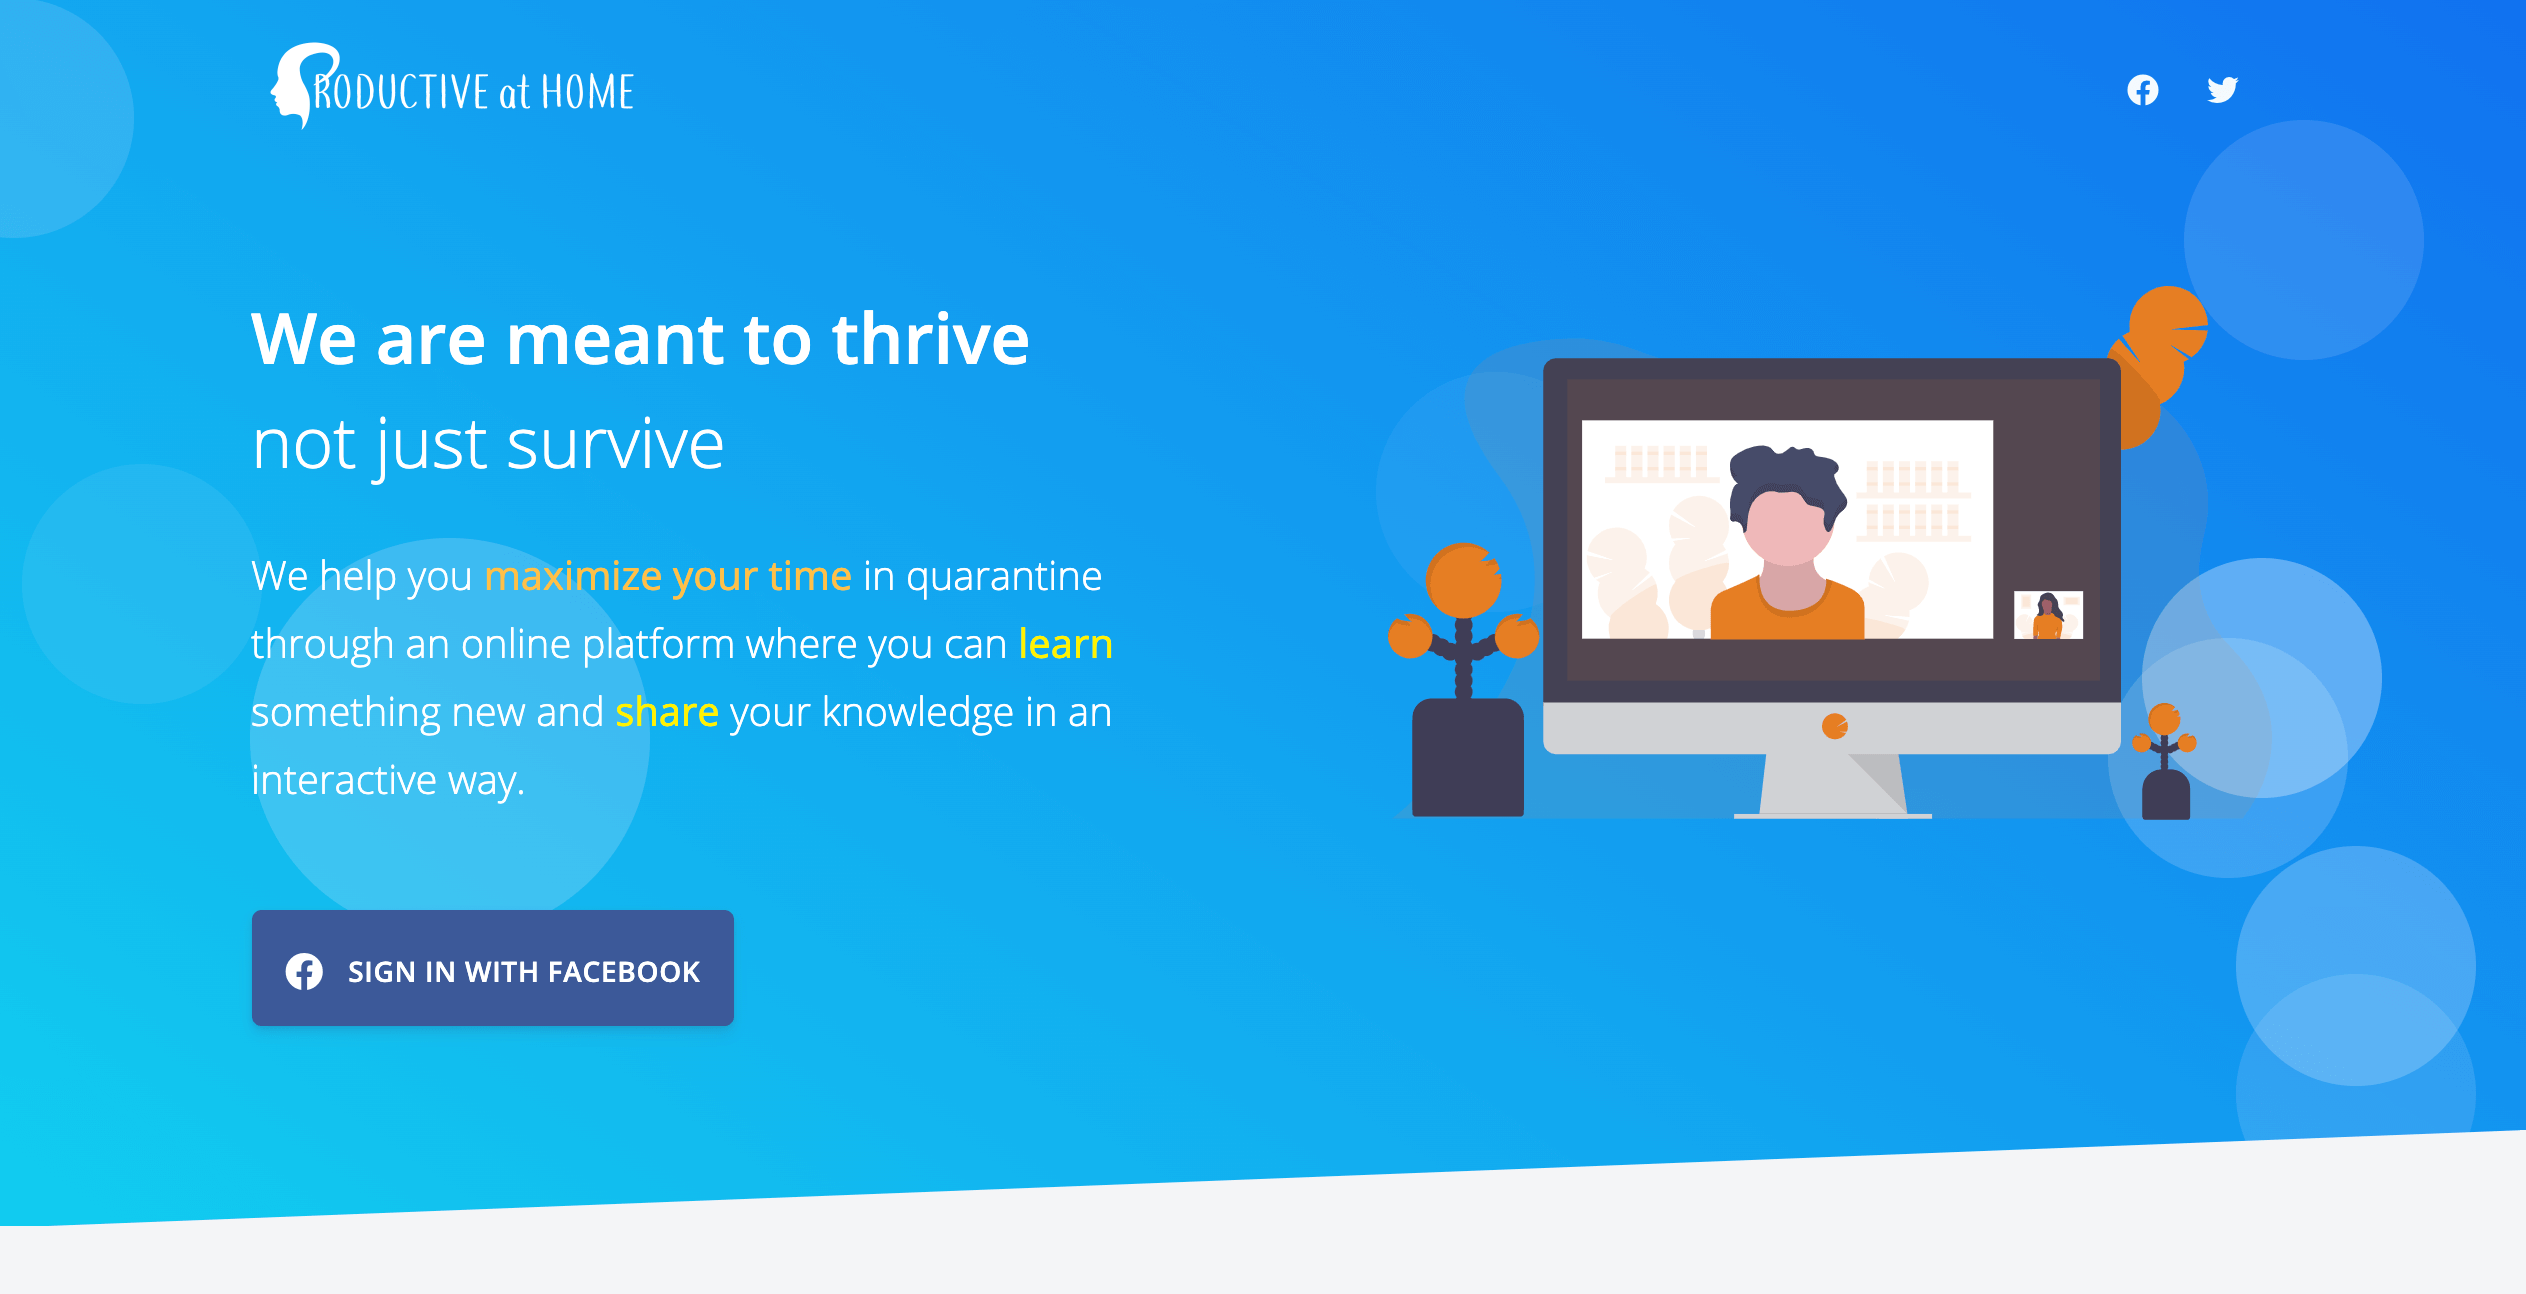 PRODUCTIVE at HOME
We are meant to thrive
not just survive
We help you maximize your time in quarantine
through an online platform where you can learn
something new and share your knowledge in an
interactive way.
SIGN IN WITH FACEBOOK